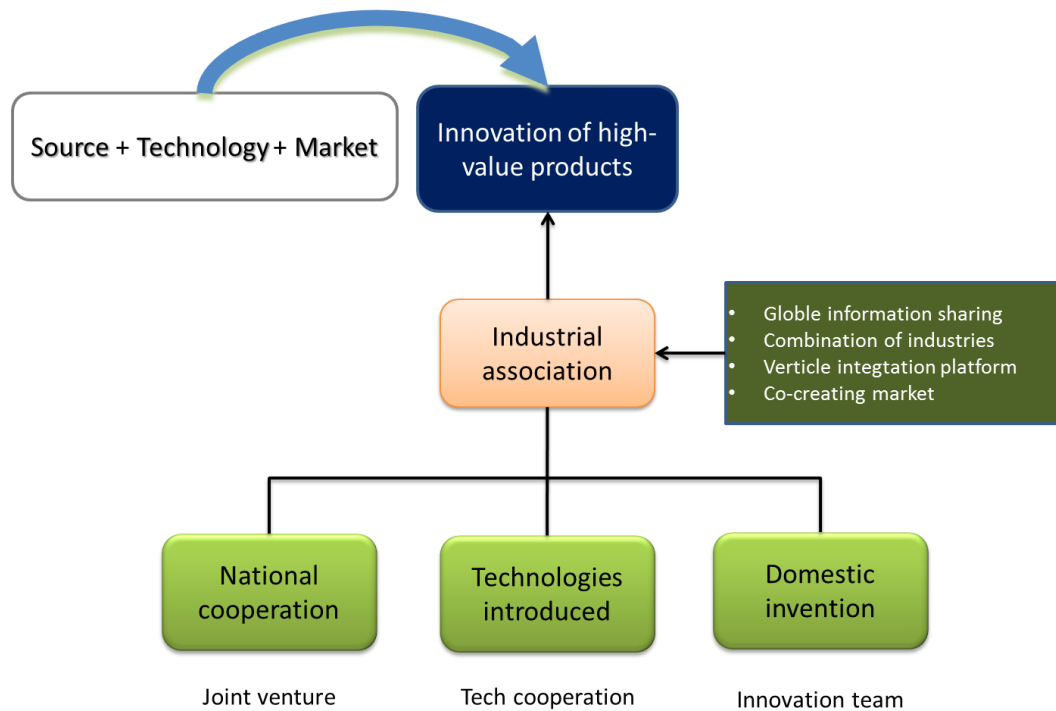 Source + Technology + Market
Innovation of high-
value products
Industrial
association
• Globle information sharing
• Combination of industries
• Verticle integtation platform
• Co-creating market
National
cooperation
Technologies
introduced
Domestic
invention
Joint venture
Tech cooperation
Innovation team